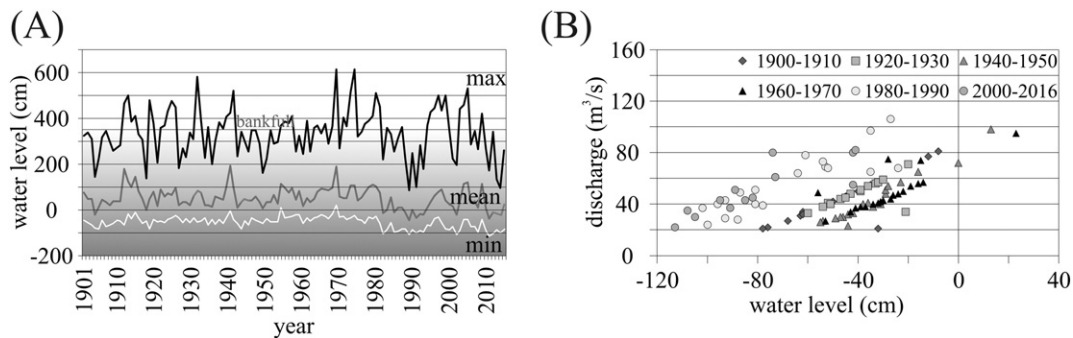 (A)
water level (cm)
600
400
200
0
-200
max
bankful
mean
min
1901
1910
1920
1930
1940
1950
1960
1970
1980
1990
2000
2010
year
(B)
discharge (m³/s)
160
120
80
40
0
1900-1910 1920-1930 1940-1950
1960-1970 1980-1990 2000-2016
-120 -80 -40 0 40
water level (cm)